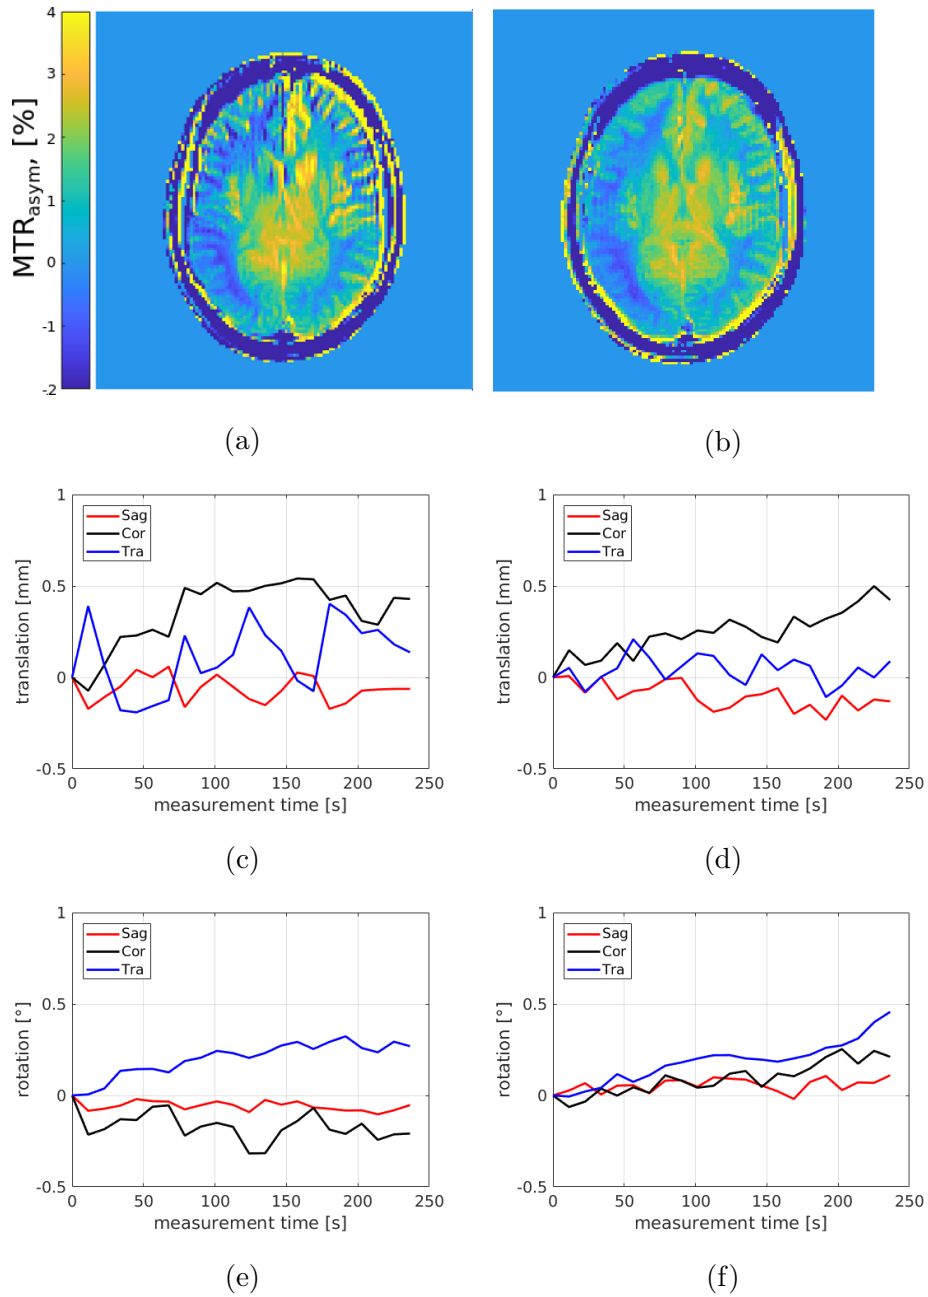 4
3
2
1
0
-1
-2
MTRasym, [%]
(a)
(b)
1
0.5
0
-0.5
translation [mm]
Sag
Cor
Tra
0
50
100
150
200
250
measurement time [s]
(c)
1
0.5
0
-0.5
translation [mm]
Sag
Cor
Tra
0
50
100
150
200
250
measurement time [s]
(d)
1
0.5
0
-0.5
rotation [°]
Sag
Cor
Tra
0
50
100
150
200
250
measurement time [s]
(e)
1
0.5
0
-0.5
rotation [°]
Sag
Cor
Tra
0
50
100
150
200
250
measurement time [s]
(f)